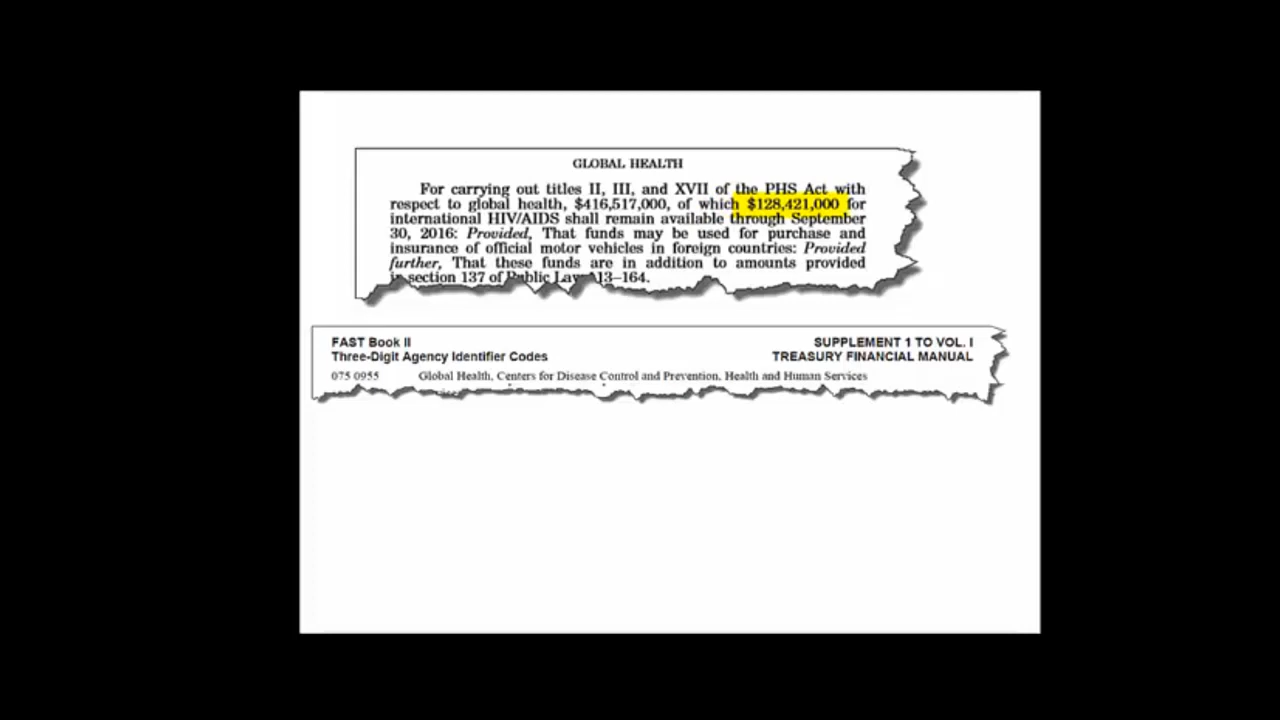 GLOBAL HEALTH
For carrying out titles II, III, and XVII of the PHS Act with
respect to global health, $416,517,000, of which $128,421,000 for
international HIV/AIDS shall remain available through September
30, 2016: Provided, That funds may be used for purchase and
insurance of official motor vehicles in foreign countries: Provided
further, That these funds are in addition to amounts provided
in section 137 of Public Law 113–164.
FAST Book II
SUPPLEMENT 1 TO VOL. I
Three-Digit Agency Identifier Codes
TREASURY FINANCIAL MANUAL
075 0955 Global Health, Centers for Disease Control and Prevention, Health and Human Services